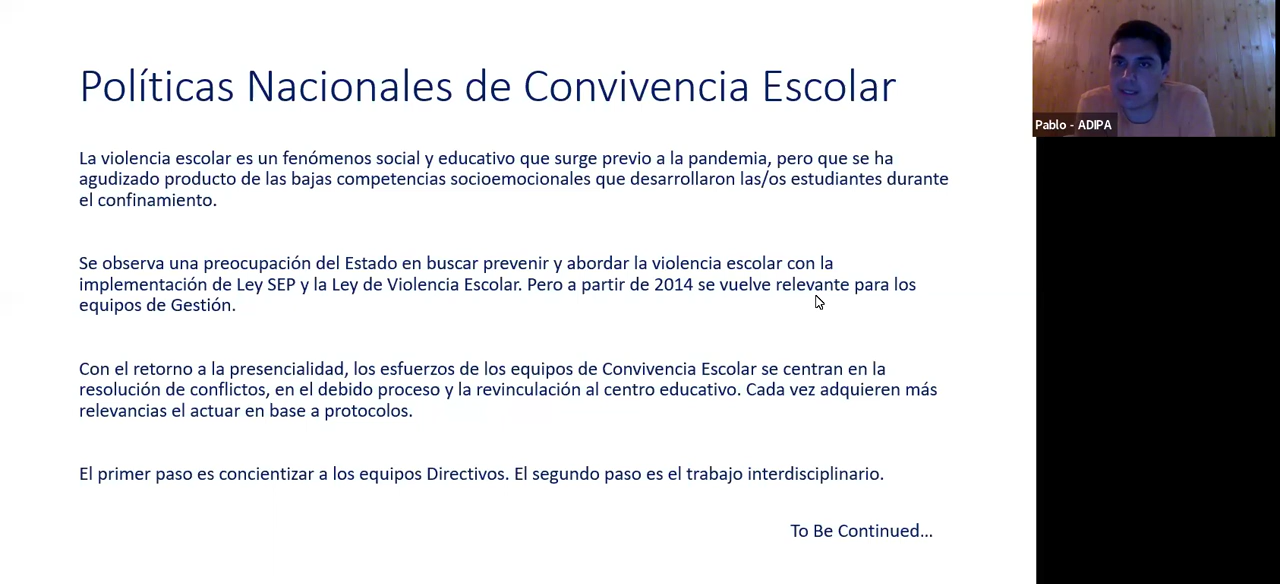 Políticas Nacionales de Convivencia Escolar
La violencia escolar es un fenómenos social y educativo que surge previo a la pandemia, pero que se ha
agudizado producto de las bajas competencias socioemocionales que desarrollaron las/os estudiantes durante
el confinamiento.
Se observa una preocupación del Estado en buscar prevenir y abordar la violencia escolar con la
implementación de Ley SEP y la Ley de Violencia Escolar. Pero a partir de 2014 se vuelve relevante para los
equipos de Gestión.
Con el retorno a la presencialidad, los esfuerzos de los equipos de Convivencia Escolar se centran en la
resolución de conflictos, en el debido proceso y la revinculación al centro educativo. Cada vez adquieren más
relevancias el actuar en base a protocolos.
El primer paso es concientizar a los equipos Directivos. El segundo paso es el trabajo interdisciplinario.
To Be Continued...
Pablo - ADIPA